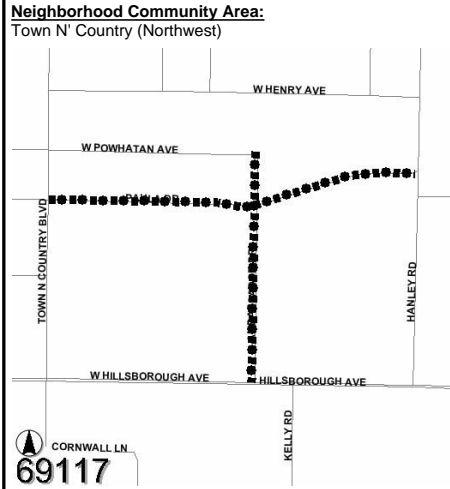 Neighborhood Community Area:
Town N' Country (Northwest)
W HENRY AVE
W POWHATAN AVE
TOWN N COUNTRY BLVD
HANLEY RD
W HILLSBOROUGH AVE
HILLSBOROUGH AVE
KELLY RD
CORNWALL LN
69117